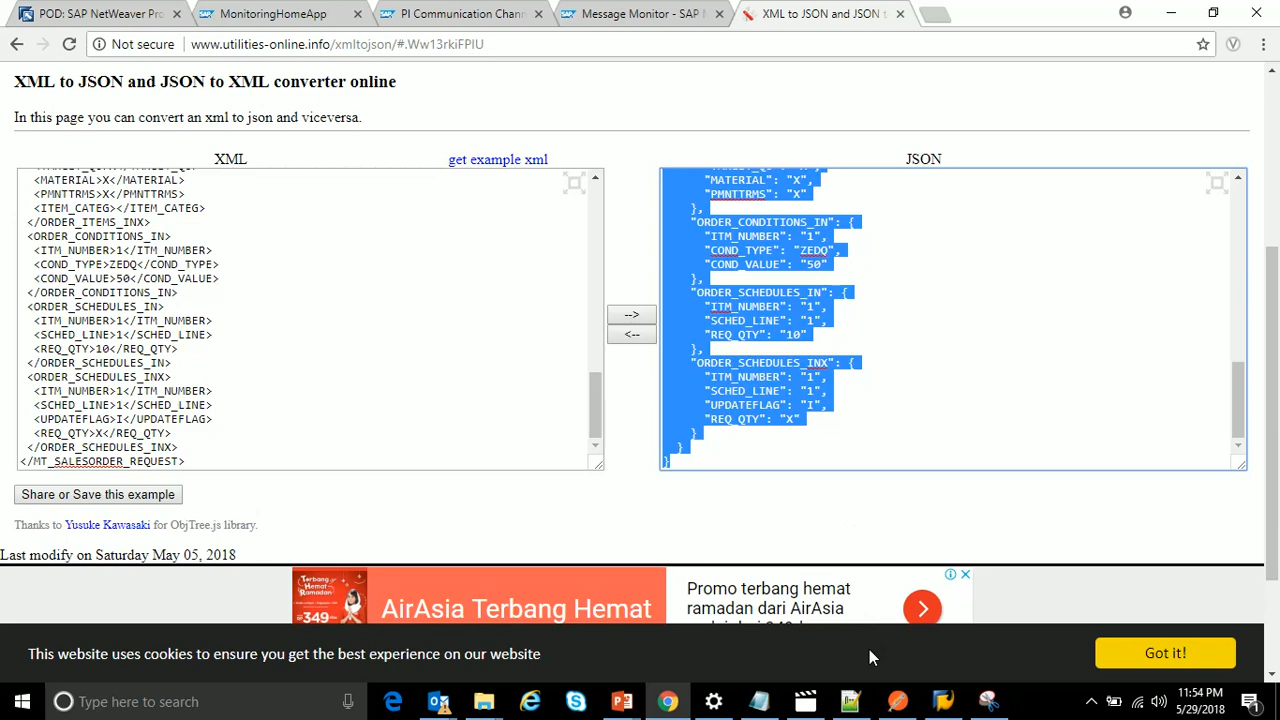 POD: SAP NetWeaver Pro
MonitoringHomeApp
PI Communication Chann
Message Monitor - SAP N
XML to JSON and JSON t
Not secure
www.utilities-online.info/xmltojson/#.Ww13rkiFPIU
XML to JSON and JSON to XML converter online
In this page you can convert an xml to json and viceversa.
XML
get example xml
<MATERIAL>X</MATERIAL>
<PMNTTRMS>X</PMNTTRMS>
<ITEM_CATEG></ITEM_CATEG>
</ORDER_ITEMS_INX>
<ORDER_CONDITIONS_IN>
<ITM_NUMBER>1</ITM_NUMBER>
<COND_TYPE>ZEDQ</COND_TYPE>
<COND_VALUE>50</COND_VALUE>
</ORDER_CONDITIONS_IN>
<ORDER_SCHEDULES_IN>
<ITM_NUMBER>1</ITM_NUMBER>
<SCHED_LINE>1</SCHED_LINE>
<REQ_QTY>10</REQ_QTY>
</ORDER_SCHEDULES_IN>
<ORDER_SCHEDULES_INX>
<ITM_NUMBER>1</ITM_NUMBER>
<SCHED_LINE>1</SCHED_LINE>
<UPDATEFLAG>I</UPDATEFLAG>
<REQ_QTY>X</REQ_QTY>
</ORDER_SCHEDULES_INX>
</MT_SALESORDER_REQUEST>
-->
<--
JSON
"MATERIAL": "X",
"PMNTTRMS": "X"
},
"ORDER_CONDITIONS_IN": {
"ITM_NUMBER": "1",
"COND_TYPE": "ZEDQ",
"COND_VALUE": "50"
},
"ORDER_SCHEDULES_IN": {
"ITM_NUMBER": "1",
"SCHED_LINE": "1",
"REQ_QTY": "10"
},
"ORDER_SCHEDULES_INX": {
"ITM_NUMBER": "1",
"SCHED_LINE": "1",
"UPDATEFLAG": "I",
"REQ_QTY": "X"
}
}
}
Share or Save this example
Thanks to Yusuke Kawasaki for ObjTree.js library.
Last modify on Saturday May 05, 2018
Terbang
Hemat
Ramadan
349
AirAsia Terbang Hemat
Promo terbang hemat
ramadan dari AirAsia
This website uses cookies to ensure you get the best experience on our website
Got it!
Type here to search
11:54 PM
5/29/2018
1